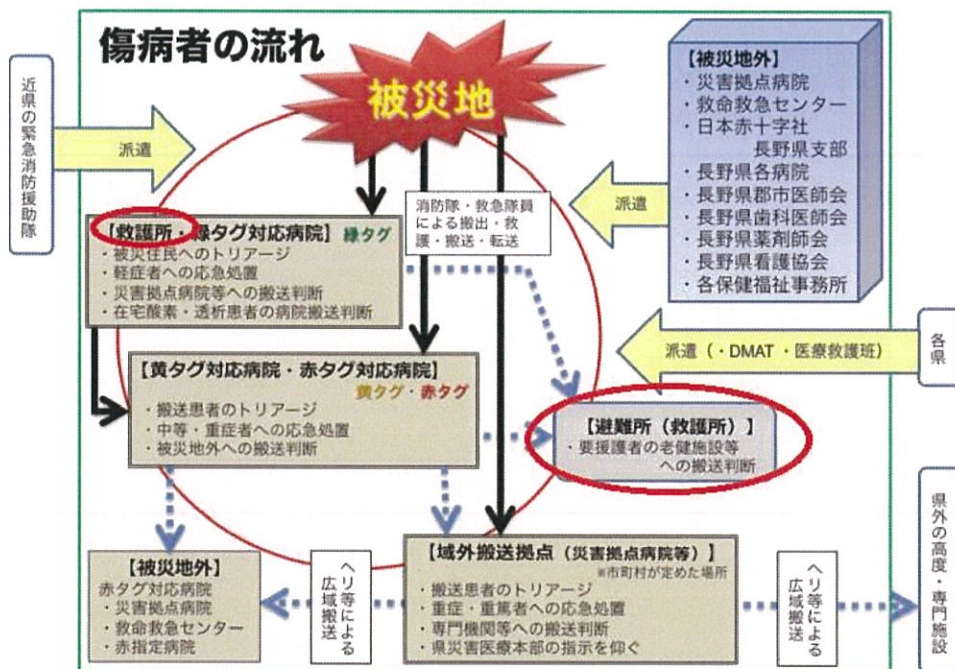 傷病者の流れ
被災地
近県の緊急消防援助隊
派遣
【被災地外】
・災害拠点病院
・救命救急センター
・日本赤十字社
長野県支部
・長野県各病院
・長野県郡市医師会
・長野県歯科医師会
・長野県薬剤師会
・長野県看護協会
・各保健福祉事務所
派遣
消防隊・救急隊員
による搬出・救
護・搬送・転送
【救護所・緑タグ対応病院】 緑タグ
・被災住民へのトリアージ
・軽症者への応急処置
・災害拠点病院等への搬送判断
・在宅酸素・透析患者の病院搬送判断
各県
派遣（・DMAT・医療救護班）
【黄タグ対応病院・赤タグ対応病院】
黄タグ・赤タグ
・搬送患者のトリアージ
・中等・重症者への応急処置
・被災地外への搬送判断
【避難所（救護所）】
・要援護者の老健施設等
への搬送判断
【被災地外】
赤タグ対応病院
・災害拠点病院
・救命救急センター
・赤指定病院
ヘリ等による
広域搬送
【域外搬送拠点（災害拠点病院等）】
※市町村が定めた場所
・搬送患者のトリアージ
・重症・重篤者への応急処置
・専門機関等への搬送判断
・県災害医療本部の指示を仰ぐ
ヘリ等による
広域搬送
県外の高度・専門施設